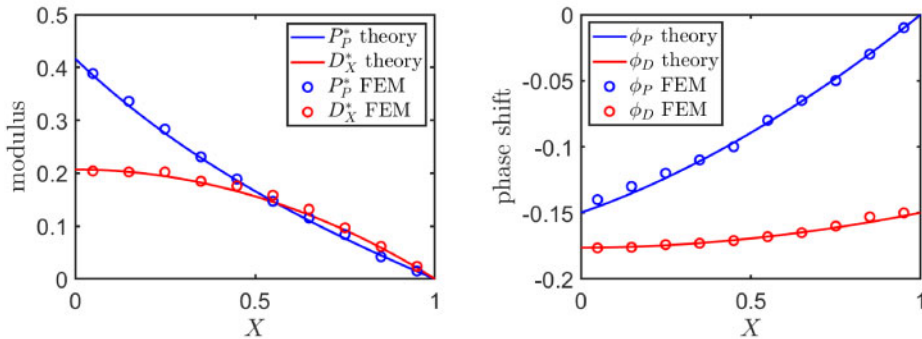 0.5
0.4
0.3
0.2
0.1
0
modulus
0
0.5
1
X
P*P theory
D*X theory
P*P FEM
D*X FEM
0
-0.05
-0.1
-0.15
-0.2
phase shift
0
0.5
1
X
ϕP theory
ϕD theory
ϕP FEM
ϕD FEM